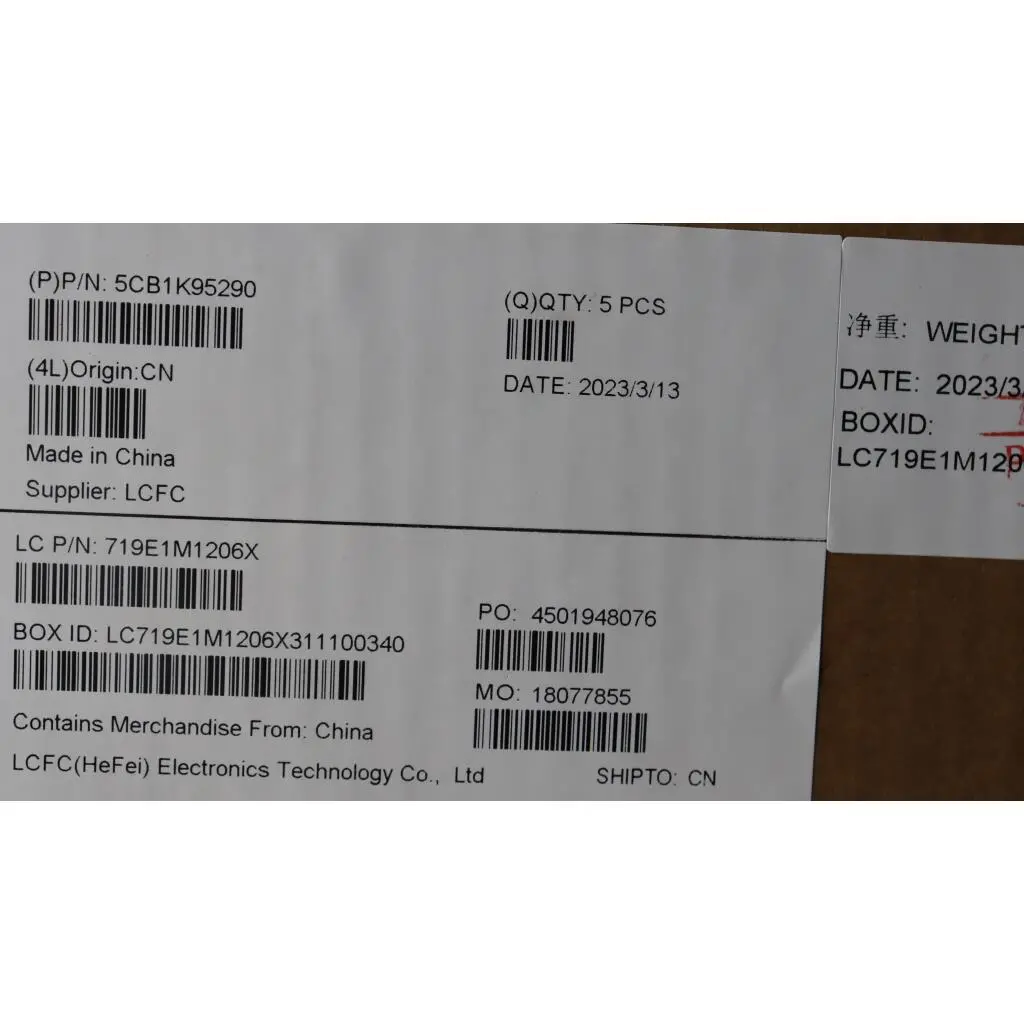 (P)P/N: 5CB1K95290
(4L)Origin:CN
Made in China
Supplier: LCFC
(Q)QTY: 5 PCS
DATE: 2023/3/13
LC P/N: 719E1M1206X
BOX ID: LC719E1M1206X311100340
Contains Merchandise From: China
LCFC(HeFei) Electronics Technology Co., Ltd
PO: 4501948076
MO: 18077855
SHIPTO: CN
净重: WEIGHT
DATE: 2023/3/
BOXID:
LC719E1M120